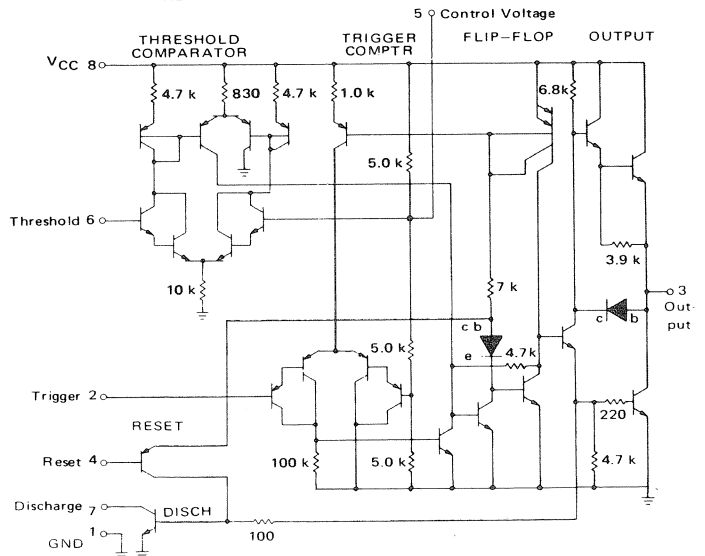 5 Control Voltage
THRESHOLD
COMPARATOR
TRIGGER
COMPTR
FLIP-FLOP
OUTPUT
VCC 8
4.7 k
830
4.7 k
1.0 k
6.8k
5.0 k
Threshold 6
10 k
3.9 k
7 k
3
Out-
put
c b
c
b
e
5.0 k
4.7k
Trigger 2
220
RESET
Reset 4
100 k
5.0 k
4.7 k
Discharge 7
DISCH
1
GND
100